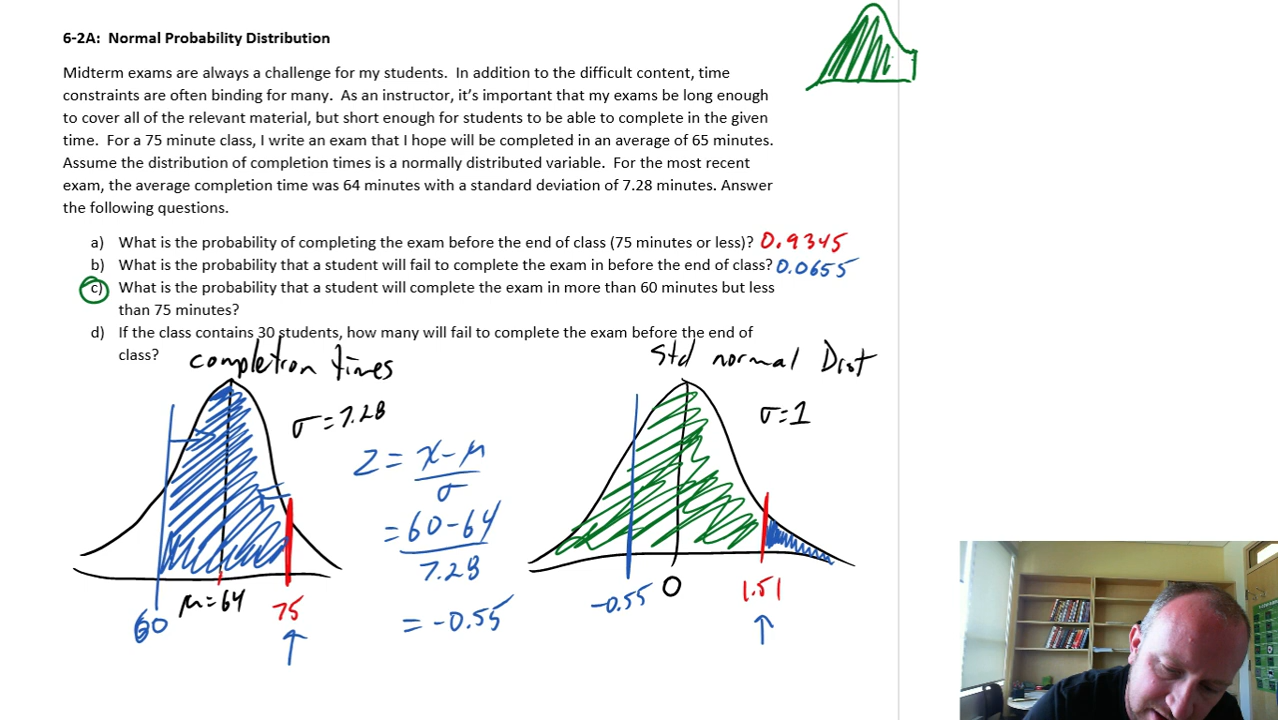 6-2A: Normal Probability Distribution
Midterm exams are always a challenge for my students. In addition to the difficult content, time
constraints are often binding for many. As an instructor, it's important that my exams be long enough
to cover all of the relevant material, but short enough for students to be able to complete in the given
time. For a 75 minute class, I write an exam that I hope will be completed in an average of 65 minutes.
Assume the distribution of completion times is a normally distributed variable. For the most recent
exam, the average completion time was 64 minutes with a standard deviation of 7.28 minutes. Answer
the following questions.
a) What is the probability of completing the exam before the end of class (75 minutes or less)? 0.9345
b) What is the probability that a student will fail to complete the exam in before the end of class? 0.0655
c) What is the probability that a student will complete the exam in more than 60 minutes but less
than 75 minutes?
d) If the class contains 30 students, how many will fail to complete the exam before the end of
class?
completion times
σ=7.28
μ=64
60
75
Z = x-μ
σ
= 60-64
7.28
= -0.55
Std normal Dist
σ=1
-0.55
0
1.51